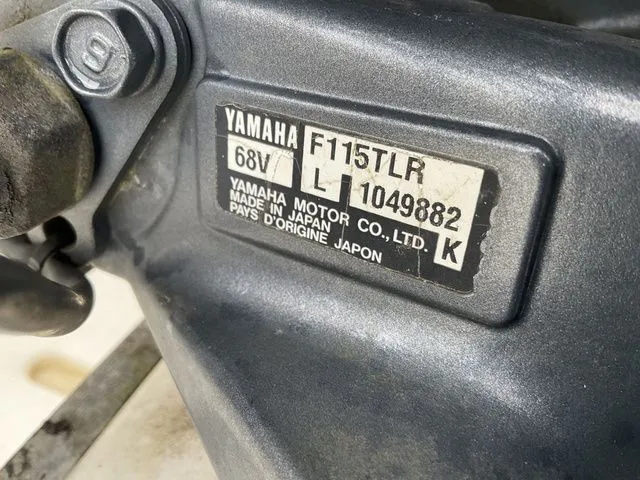 9
YAMAHA F115TLR
68V L 1049882
YAMAHA MOTOR CO.,LTD.
MADE IN JAPAN
PAYS D'ORIGINE JAPON
K